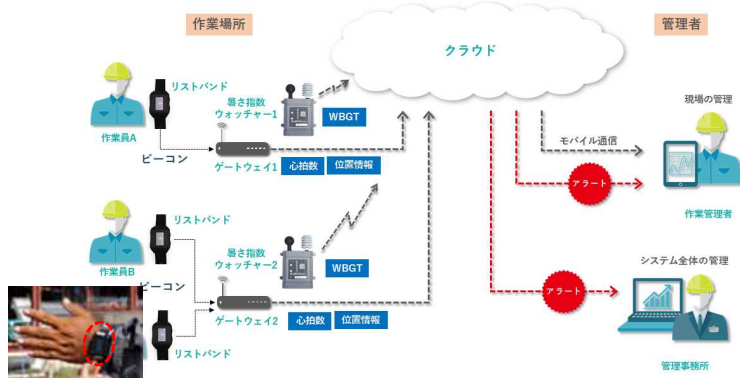 作業場所
管理者
クラウド
リストバンド
暑さ指数
ウォッチャー1
WBGT
作業員A
ビーコン
ゲートウェイ1
心拍数
位置情報
現場の管理
モバイル通信
アラート
作業管理者
リストバンド
暑さ指数
ウォッチャー2
WBGT
作業員B
ビーコン
ゲートウェイ2
心拍数
位置情報
リストバンド
システム全体の管理
アラート
管理事務所